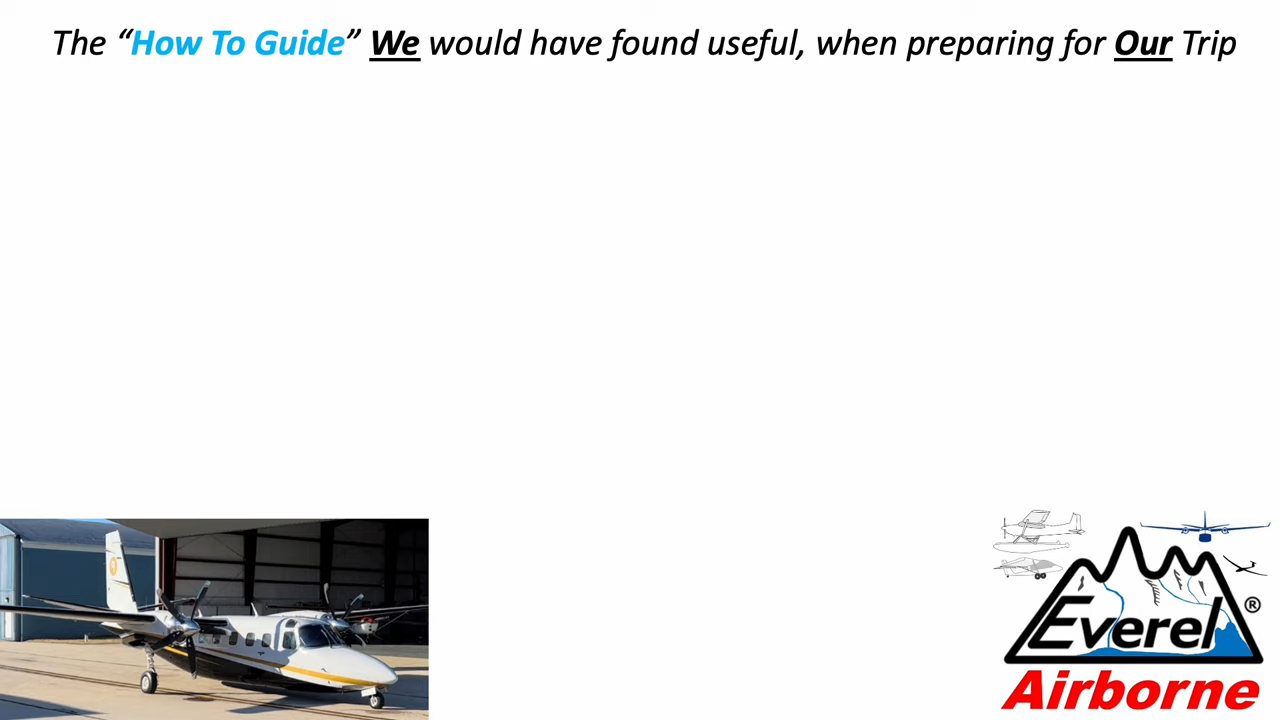 The “How To Guide” We would have found useful, when preparing for Our Trip
Everel ®
Airborne